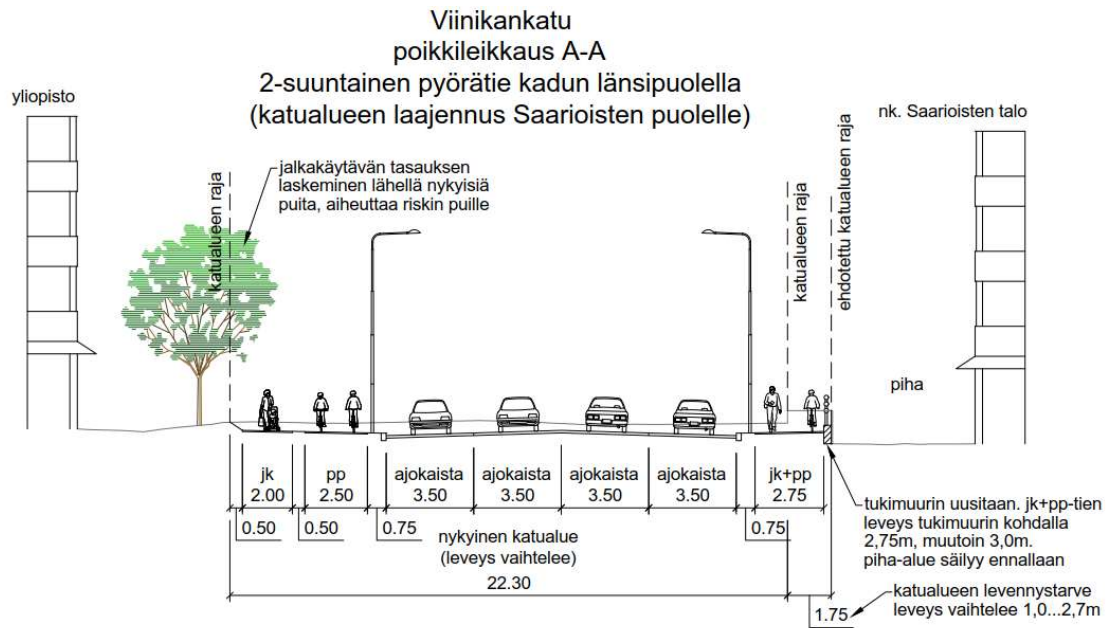 Viinikankatu
poikkileikkaus A-A
2-suuntainen pyörätie kadun länsipuolella
(katualueen laajennus Saarioisten puolelle)
yliopisto
nk. Saarioisten talo
jalkakäytävän tasauksen
laskeminen lähellä nykyisiä
puita, aiheuttaa riskin puille
katualueen raja
katualueen raja
ehdotettu katualueen raja
piha
jk
2.00
pp
2.50
ajokaista
3.50
ajokaista
3.50
ajokaista
3.50
ajokaista
3.50
jk+pp
2.75
0.50
0.50
0.75
0.75
nykyinen katualue
(leveys vaihtelee)
22.30
tukimuurin uusitaan. jk+pp-tien
leveys tukimuurin kohdalla
2,75m, muutoin 3,0m.
piha-alue säilyy ennallaan
1.75
katualueen levennystarve
leveys vaihtelee 1,0...2,7m